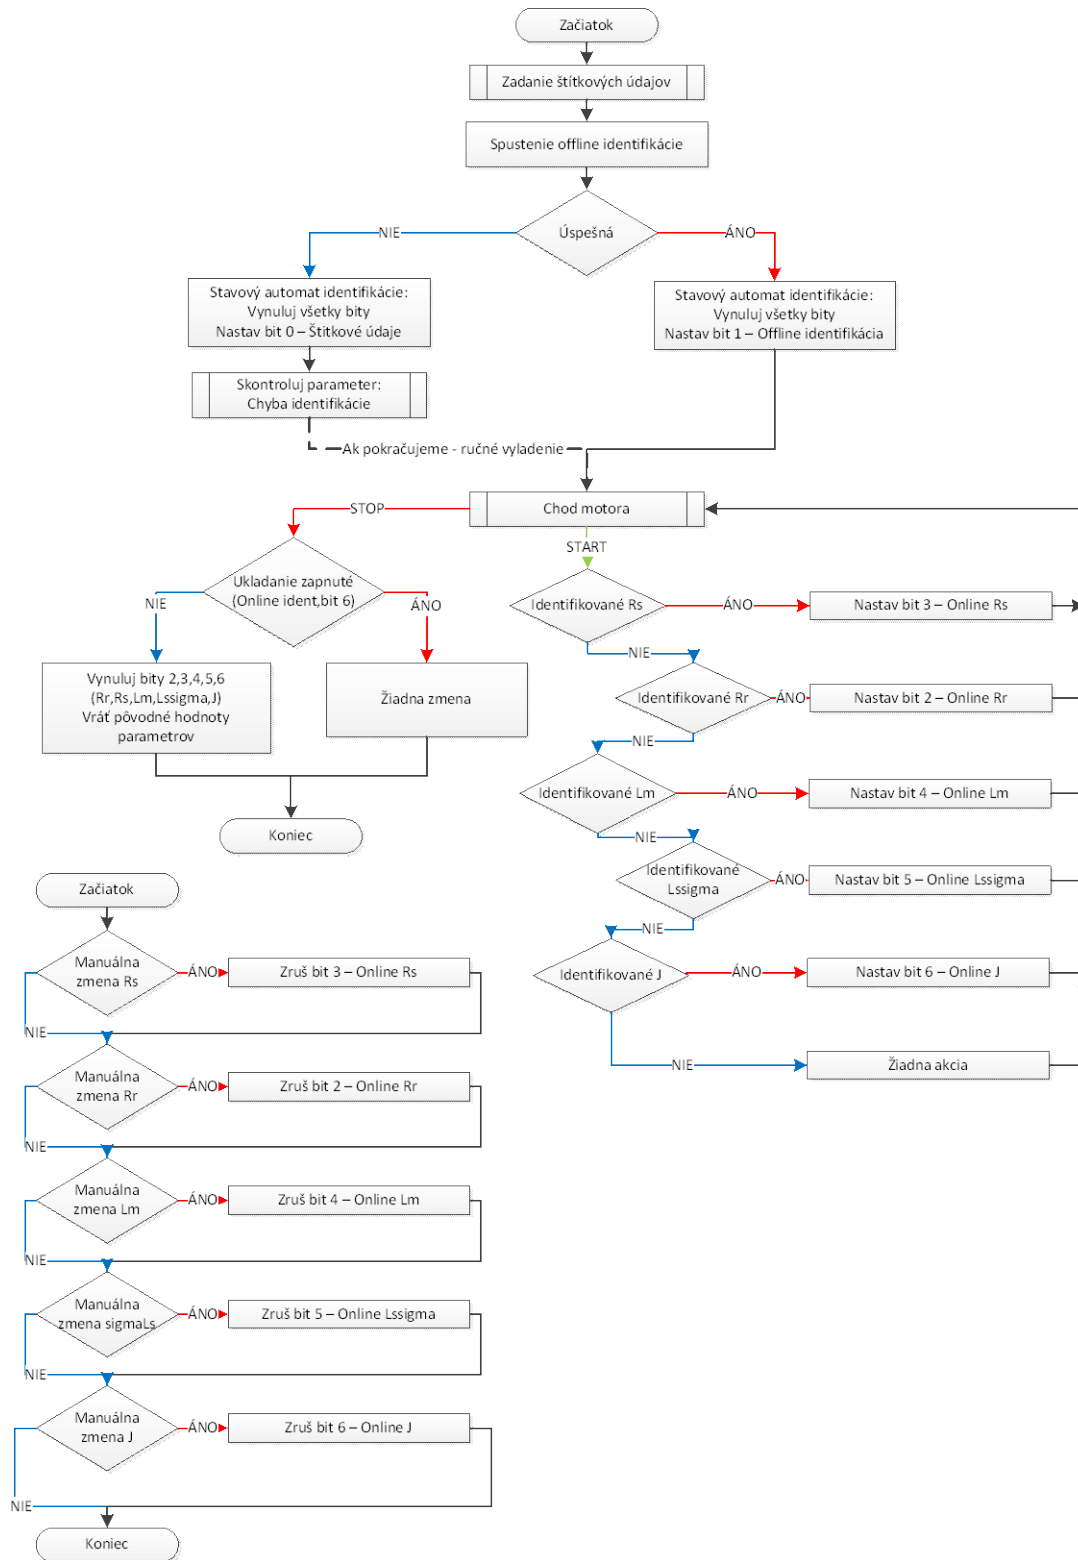 Začiatok
Zadanie štítkových údajov
Spustenie offline identifikácie
Úspešná
NIE
ÁNO
Stavový automat identifikácie:
Vynuluj všetky bity
Nastav bit 0 – Štitkové údaje
Stavový automat identifikácie:
Vynuluj všetky bity
Nastav bit 1 – Offline identifikácia
Skontroluj parameter:
Chyba identifikácie
Ak pokračujeme - ručné vyladenie
Chod motora
STOP
START
Ukladanie zapnuté
(Online ident,bit 6)
NIE
ÁNO
Vynuluj bity 2,3,4,5,6
(Rr,Rs,Lm,Lssigma,J)
Vráť pôvodné hodnoty
parametrov
Žiadna zmena
Koniec
Identifikované Rs
ÁNO
Nastav bit 3 – Online Rs
NIE
Identifikované Rr
ÁNO
Nastav bit 2 – Online Rr
NIE
Identifikované Lm
ÁNO
Nastav bit 4 – Online Lm
NIE
Identifikované
Lssigma
ÁNO
Nastav bit 5 – Online Lssigma
NIE
Identifikované J
ÁNO
Nastav bit 6 – Online J
NIE
Žiadna akcia
Začiatok
Manuálna
zmena Rs
ÁNO
Zruš bit 3 – Online Rs
NIE
Manuálna
zmena Rr
ÁNO
Zruš bit 2 – Online Rr
NIE
Manuálna
zmena Lm
ÁNO
Zruš bit 4 – Online Lm
NIE
Manuálna
zmena sigmaLs
ÁNO
Zruš bit 5 – Online Lssigma
NIE
Manuálna
zmena J
ÁNO
Zruš bit 6 – Online J
NIE
Koniec